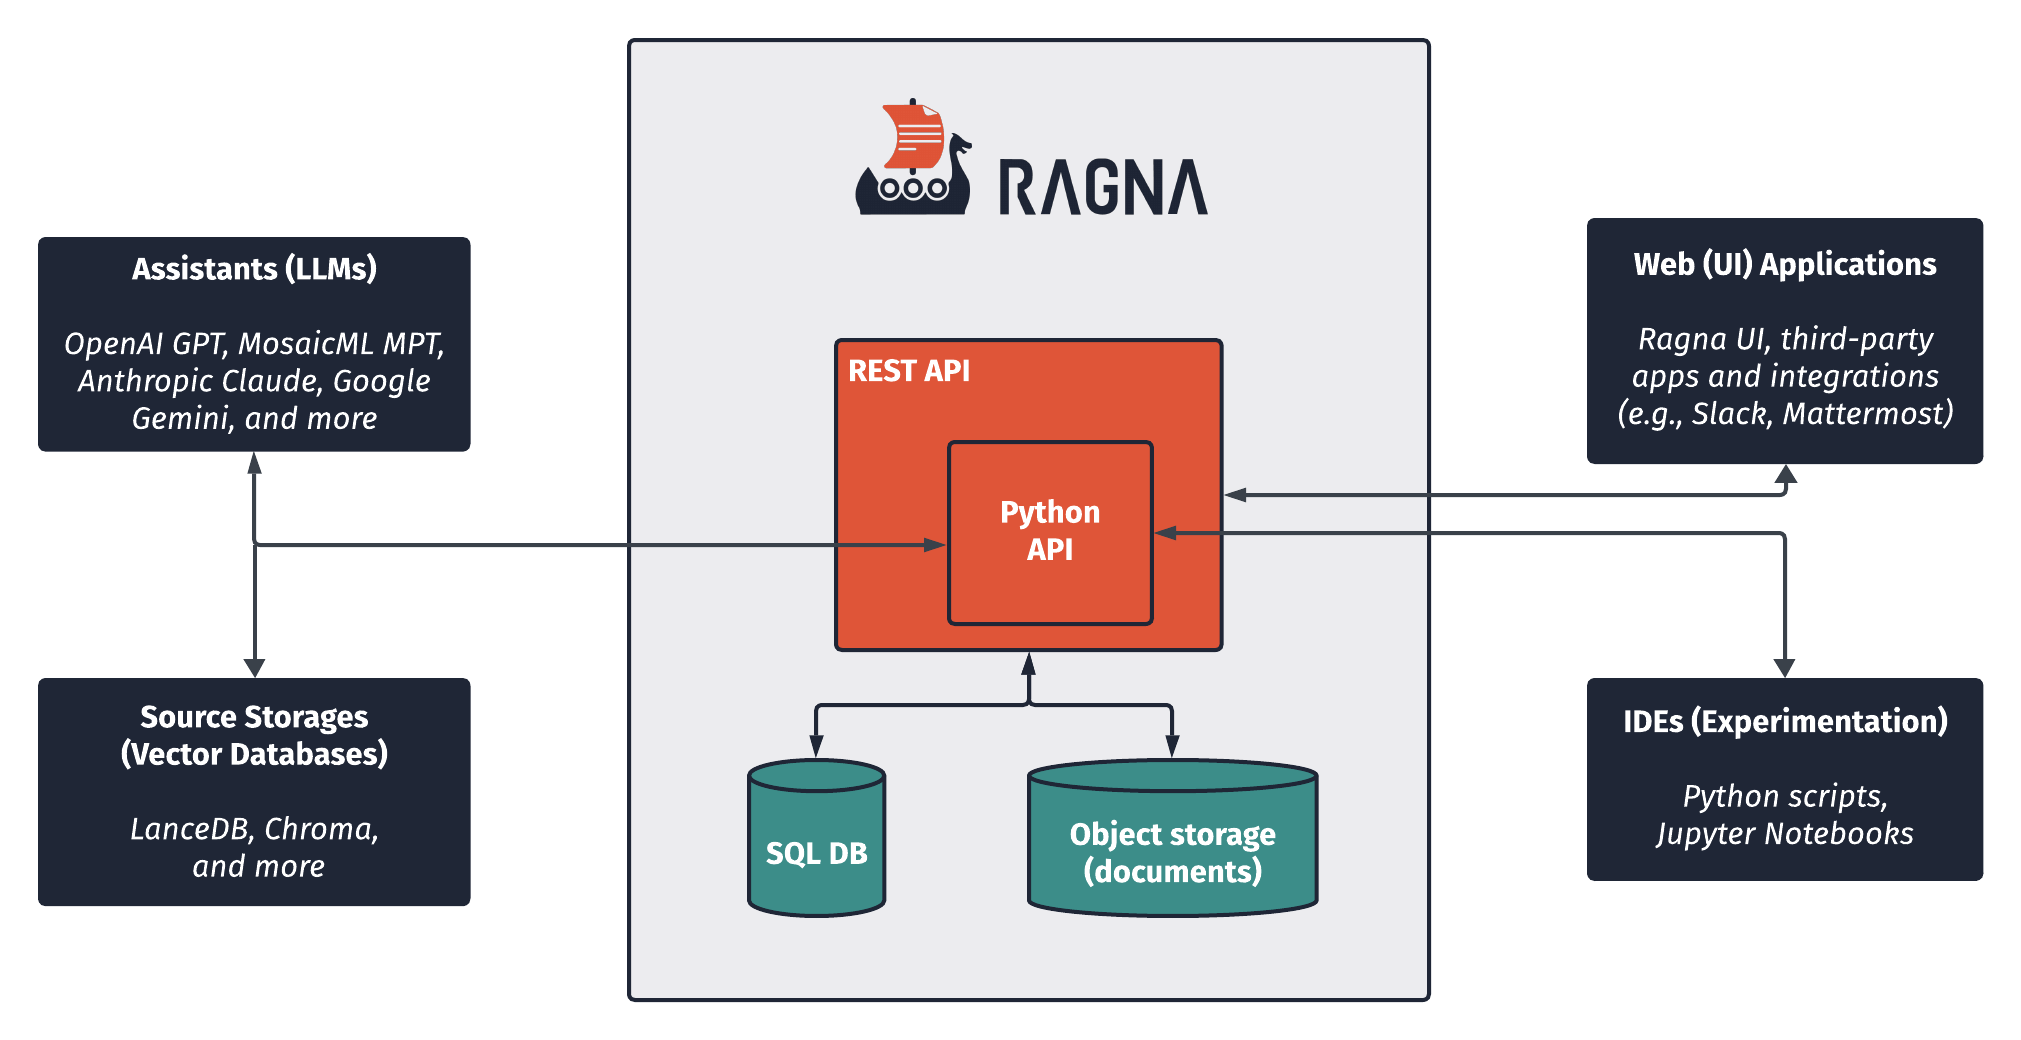 RAGNA
Assistants (LLMs)
OpenAI GPT, MosaicML MPT,
Anthropic Claude, Google
Gemini, and more
Source Storages
(Vector Databases)
LanceDB, Chroma,
and more
REST API
Python
API
SQL DB
Object storage
(documents)
Web (UI) Applications
Ragna UI, third-party
apps and integrations
(e.g., Slack, Mattermost)
IDEs (Experimentation)
Python scripts,
Jupyter Notebooks